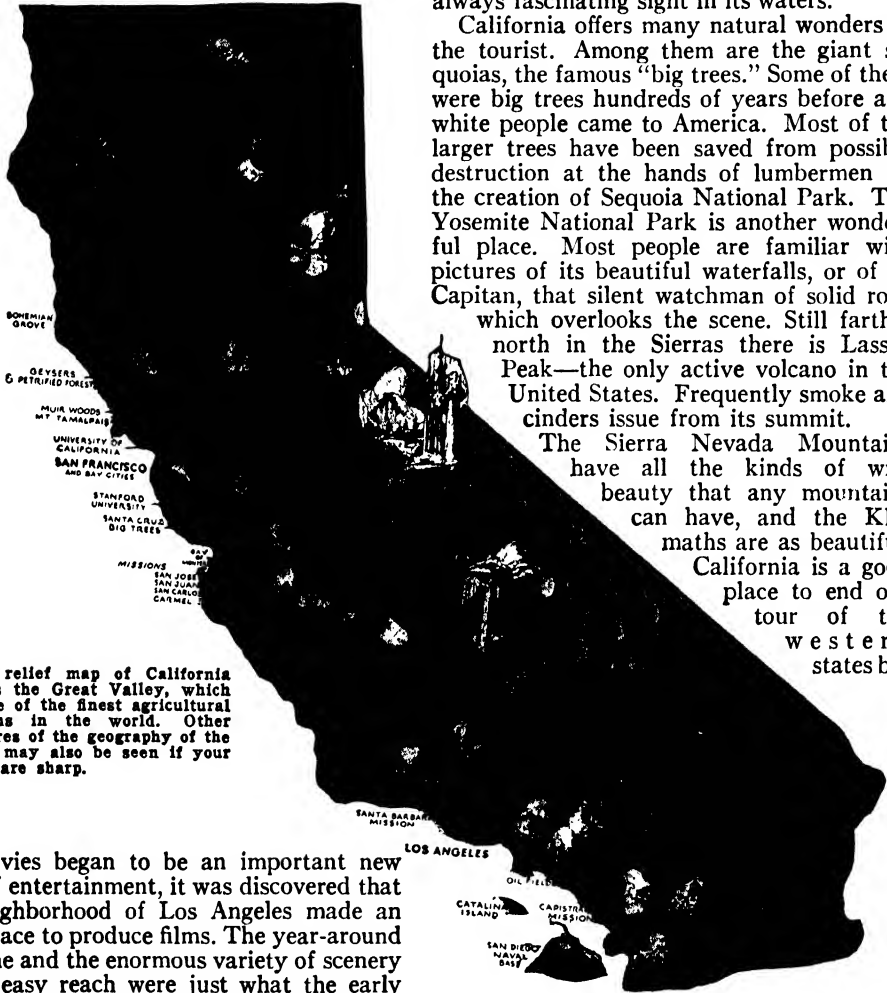 always fascinating sight in its waters.
California offers many natural wonders
the tourist. Among them are the giant s
quoias, the famous "big trees." Some of the
were big trees hundreds of years before a
white people came to America. Most of t
larger trees have been saved from possib
destruction at the hands of lumbermen
the creation of Sequoia National Park. T
Yosemite National Park is another wonde
ful place. Most people are familiar wi
pictures of its beautiful waterfalls, or of
Capitan, that silent watchman of solid ro
which overlooks the scene. Still farth
north in the Sierras there is Lass
Peak—the only active volcano in t
United States. Frequently smoke a
cinders issue from its summit.
The Sierra Nevada Mountai
have all the kinds of w
beauty that any mountai
can have, and the Kl
maths are as beautif
California is a go
place to end o
tour of t
wester
states b
BOHEMIAN
GROVE
GEYSERS
& PETRIFIED FOREST
MUIR WOODS
MT TAMALPAIS
UNIVERSITY OF
CALIFORNIA
SAN FRANCISCO
AND BAY CITIES
STANFORD
UNIVERSITY
SANTA CRUZ
BIG TREES
BAY
OF
MISSIONS
SAN JOSE
SAN JUAN
SAN CARLO
CARMEL
relief map of California
s the Great Valley, which
e of the finest agricultural
ns in the world. Other
res of the geography of the
may also be seen if your
are sharp.
SANTA BARBAR
MISSION
LOS ANGELES
OIL FIELDS
CATALINA
ISLAND
CAPISTRA
MISSION
SAN DIEGO
NAVAL
BASE
vies began to be an important new
entertainment, it was discovered that
ghborhood of Los Angeles made an
ace to produce films. The year-around
ne and the enormous variety of scenery
easy reach were just what the early